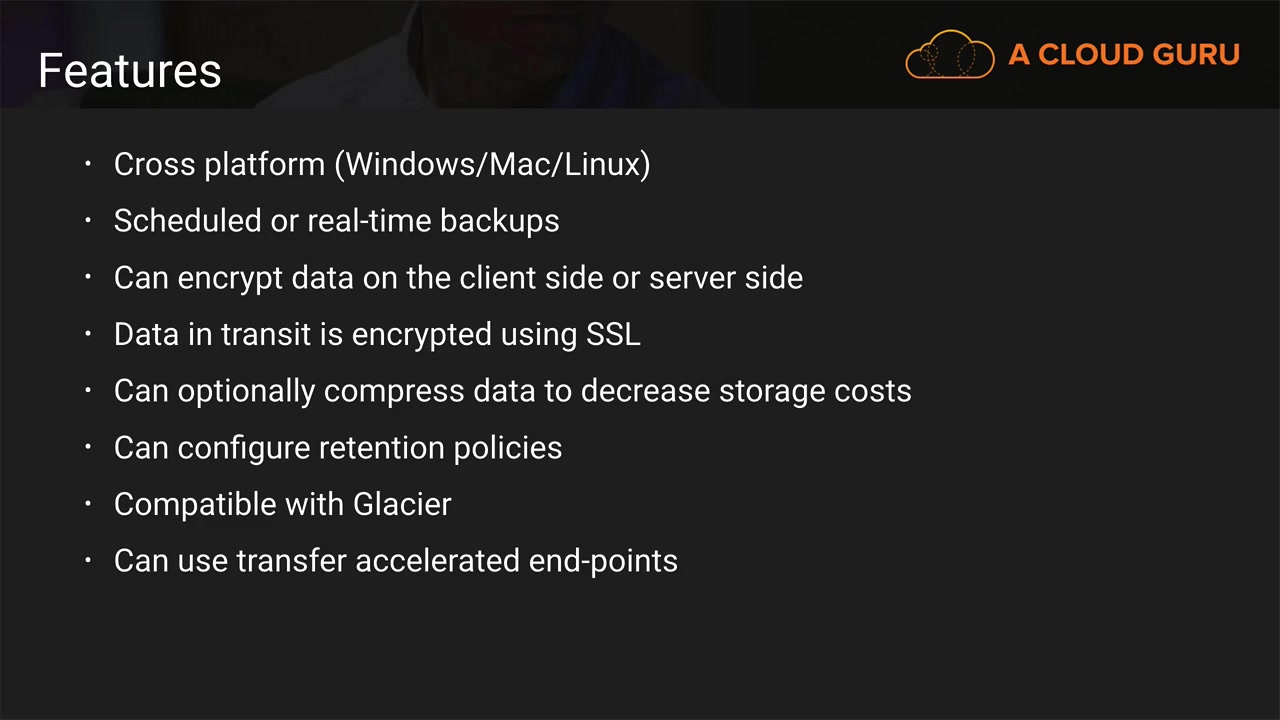 Features
A CLOUD GURU
· Cross platform (Windows/Mac/Linux)
· Scheduled or real-time backups
· Can encrypt data on the client side or server side
· Data in transit is encrypted using SSL
· Can optionally compress data to decrease storage costs
· Can configure retention policies
· Compatible with Glacier
· Can use transfer accelerated end-points